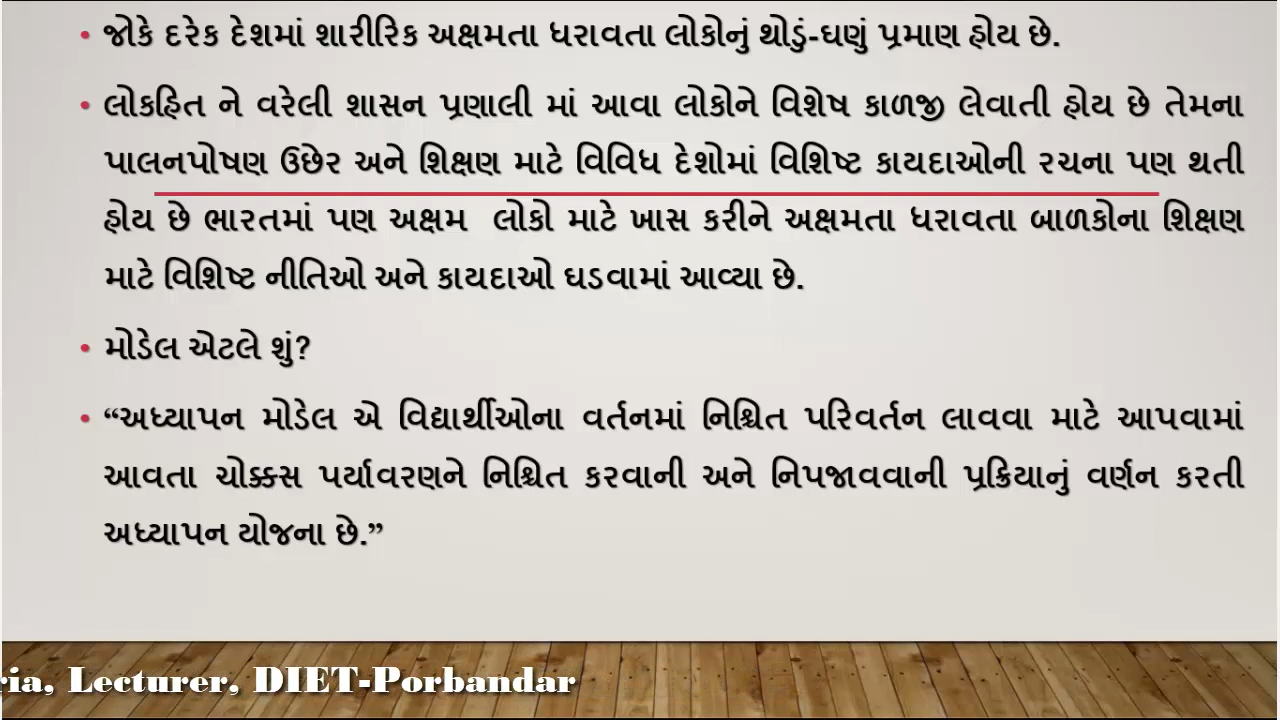 • જોકે દરેક દેશમાં શારીરિક અક્ષમતા ધરાવતા લોકોનું થોડું-ઘણું પ્રમાણ હોય છે.
• લોકહિત ને વરેલી શાસન પ્રણાલી માં આવા લોકોને વિશેષ કાળજી લેવાતી હોય છે તેમના
પાલનપોષણ ઉછેર અને શિક્ષણ માટે વિવિધ દેશોમાં વિશિષ્ટ કાયદાઓની રચના પણ થતી
હોય છે ભારતમાં પણ અક્ષમ લોકો માટે ખાસ કરીને અક્ષમતા ધરાવતા બાળકોના શિક્ષણ
માટે વિશિષ્ટ નીતિઓ અને કાયદાઓ ઘડવામાં આવ્યા છે.
• મોડેલ એટલે શું?
• “અધ્યાપન મોડેલ એ વિદ્યાર્થીઓના વર્તનમાં નિશ્ચિત પરિવર્તન લાવવા માટે આપવામાં
આવતા ચોક્કસ પર્યાવરણને નિશ્ચિત કરવાની અને નિપજાવવાની પ્રક્રિયાનું વર્ણન કરતી
અધ્યાપન યોજના છે.”
Lecturer, DIET-Porbandar